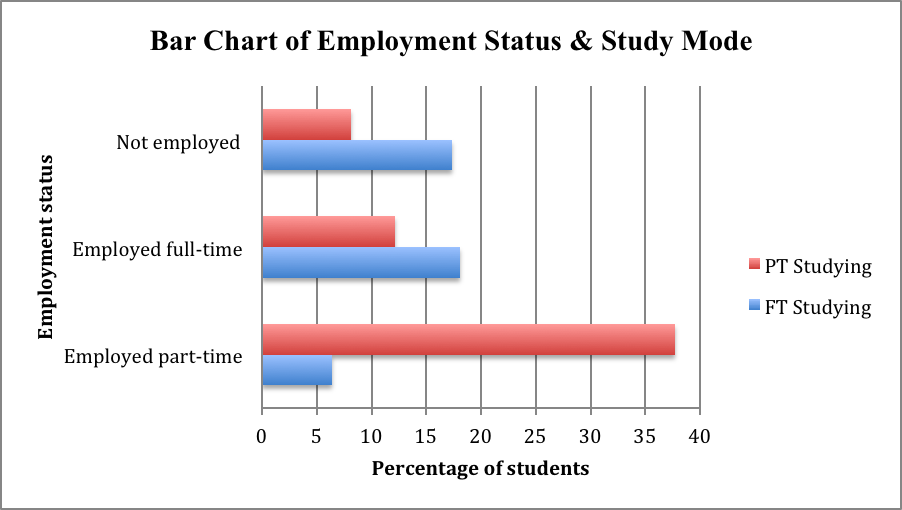 Bar Chart of Employment Status & Study Mode
Employment status
Not employed
Employed full-time
Employed part-time
0 5 10 15 20 25 30 35 40
Percentage of students
PT Studying
FT Studying